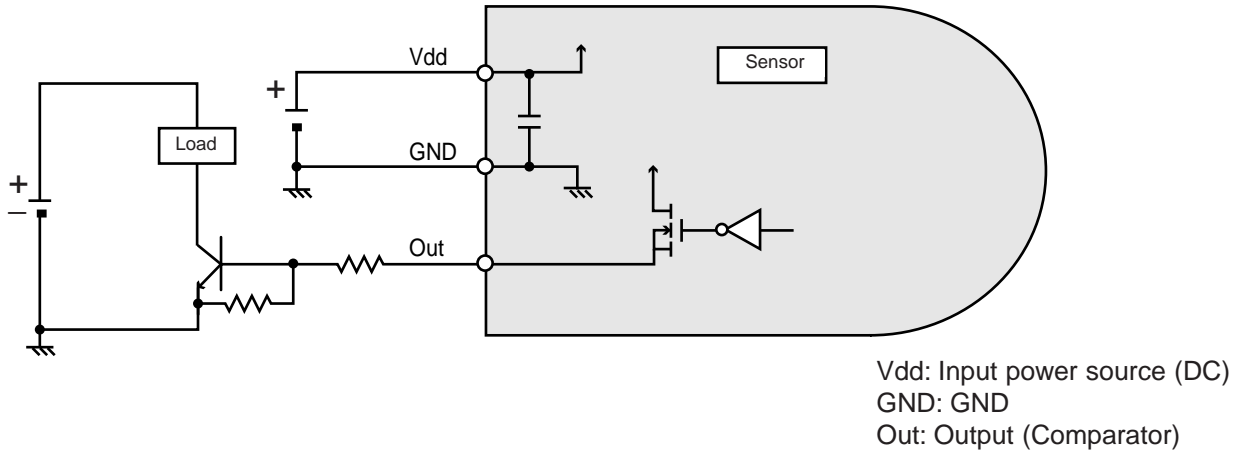 Vdd
Sensor
+
Load
GND
+
−
Out
Vdd: Input power source (DC)
GND: GND
Out: Output (Comparator)